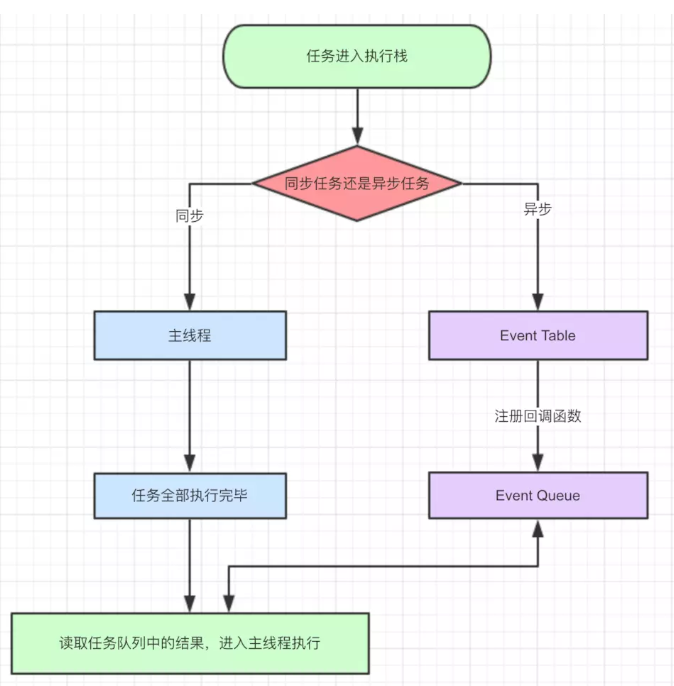 任务进入执行栈
同步任务还是异步任务
同步
异步
主线程
Event Table
注册回调函数
任务全部执行完毕
Event Queue
读取任务队列中的结果，进入主线程执行